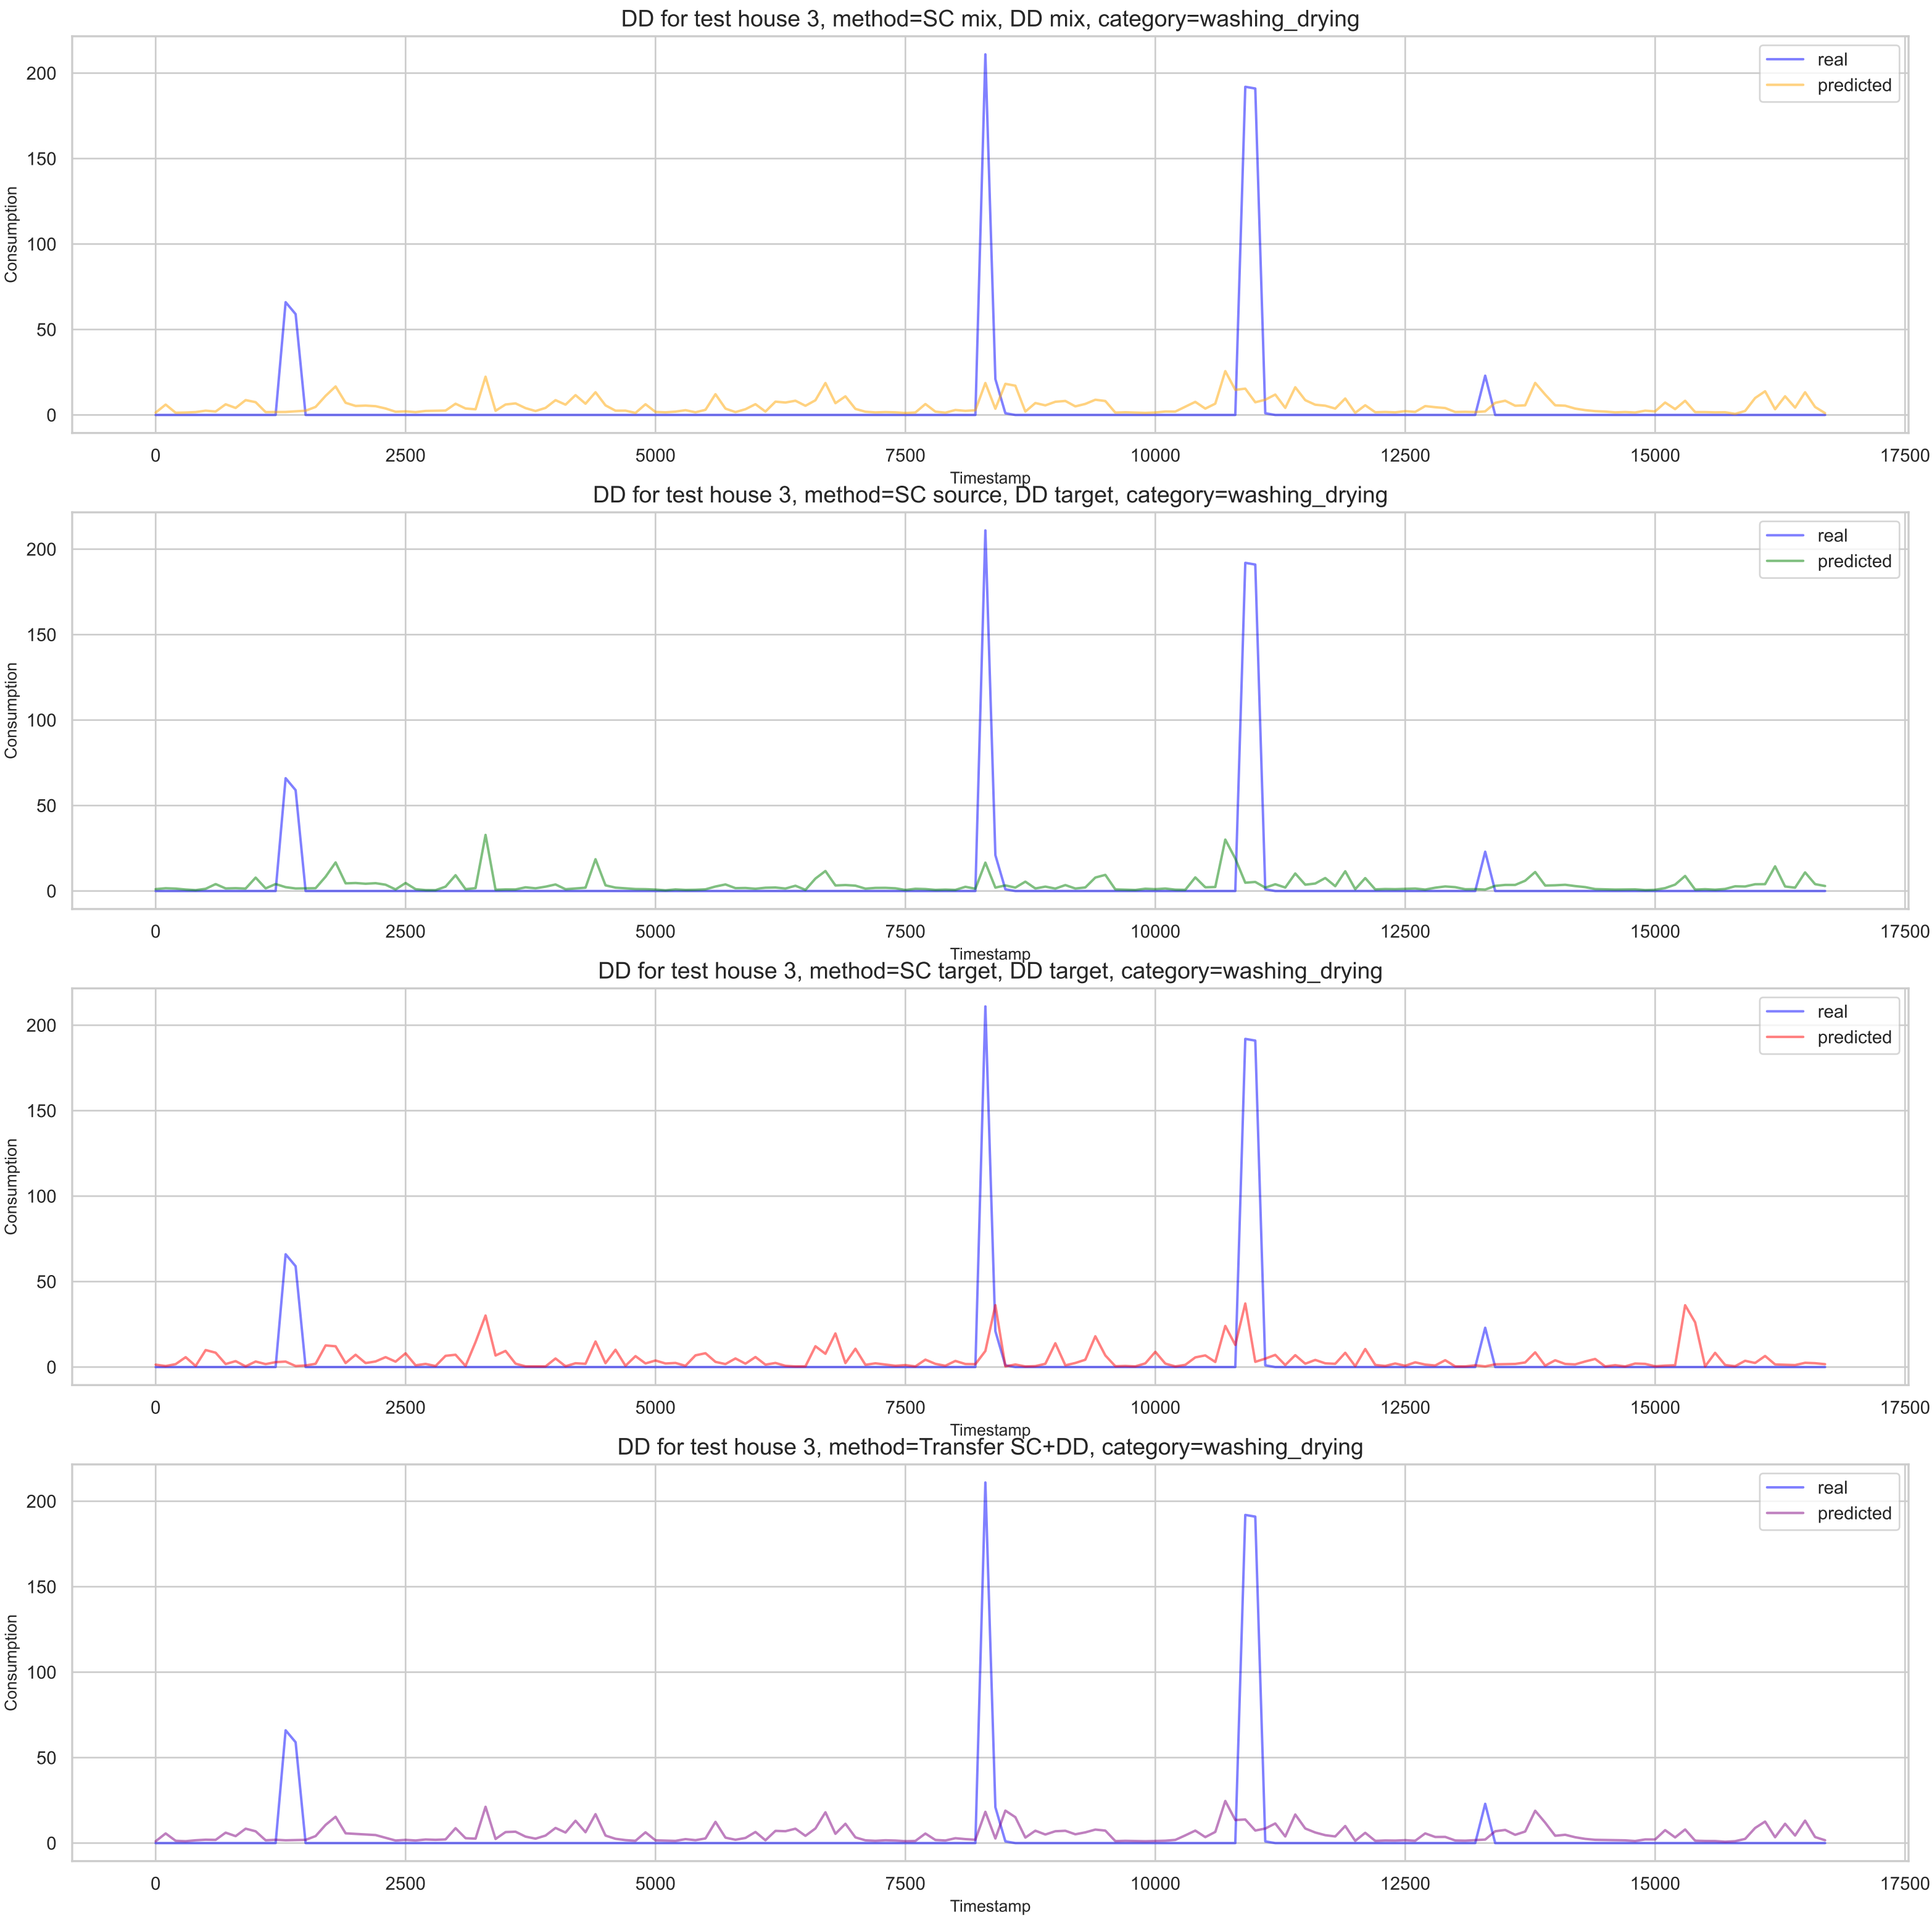 DD for test house 3, method=SC mix, DD mix, category=washing_drying
real
predicted
200
150
100
50
0
Consumption
0 2500 5000 7500 10000 12500 15000 17500
Timestamp
DD for test house 3, method=SC source, DD target, category=washing_drying
real
predicted
200
150
100
50
0
Consumption
0 2500 5000 7500 10000 12500 15000 17500
Timestamp
DD for test house 3, method=SC target, DD target, category=washing_drying
real
predicted
200
150
100
50
0
Consumption
0 2500 5000 7500 10000 12500 15000 17500
Timestamp
DD for test house 3, method=Transfer SC+DD, category=washing_drying
real
predicted
200
150
100
50
0
Consumption
0 2500 5000 7500 10000 12500 15000 17500
Timestamp